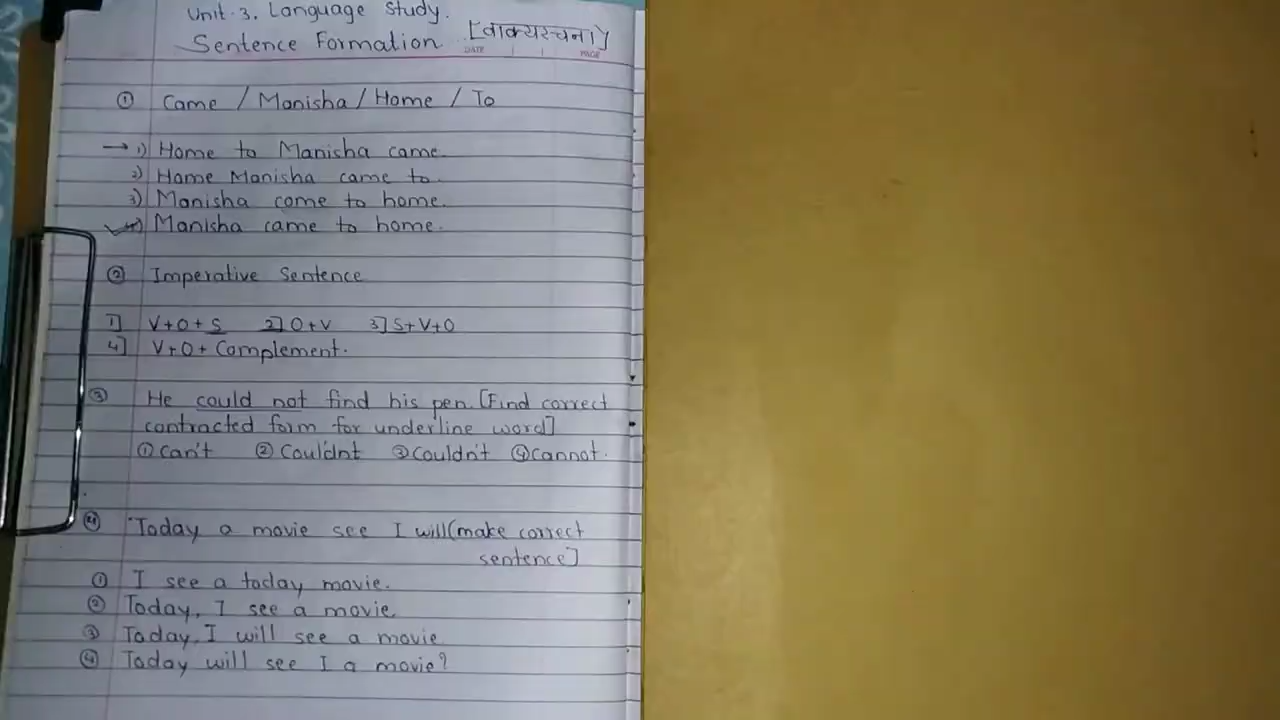 Unit-3. Language Study.
Sentence Formation [वाक्यरचना]
DATE PAGE
① Came / Manisha / Home / To
→ 1) Home to Manisha came.
2) Home Manisha came to.
3) Manisha come to home.
4) Manisha came to home.
② Imperative Sentence
1] V+O+S 2] O+V 3] S+V+O
4] V+O+ Complement.
③ He could not find his pen. [Find correct
contracted form for underline word]
① Can't ② Could'nt ③ Couldn't ④ Cannot.
④ Today a movie see I will (make correct
sentence]
① I see a today movie.
② Today, I see a movie.
③ Today, I will see a movie
④ Today will see I a movie?